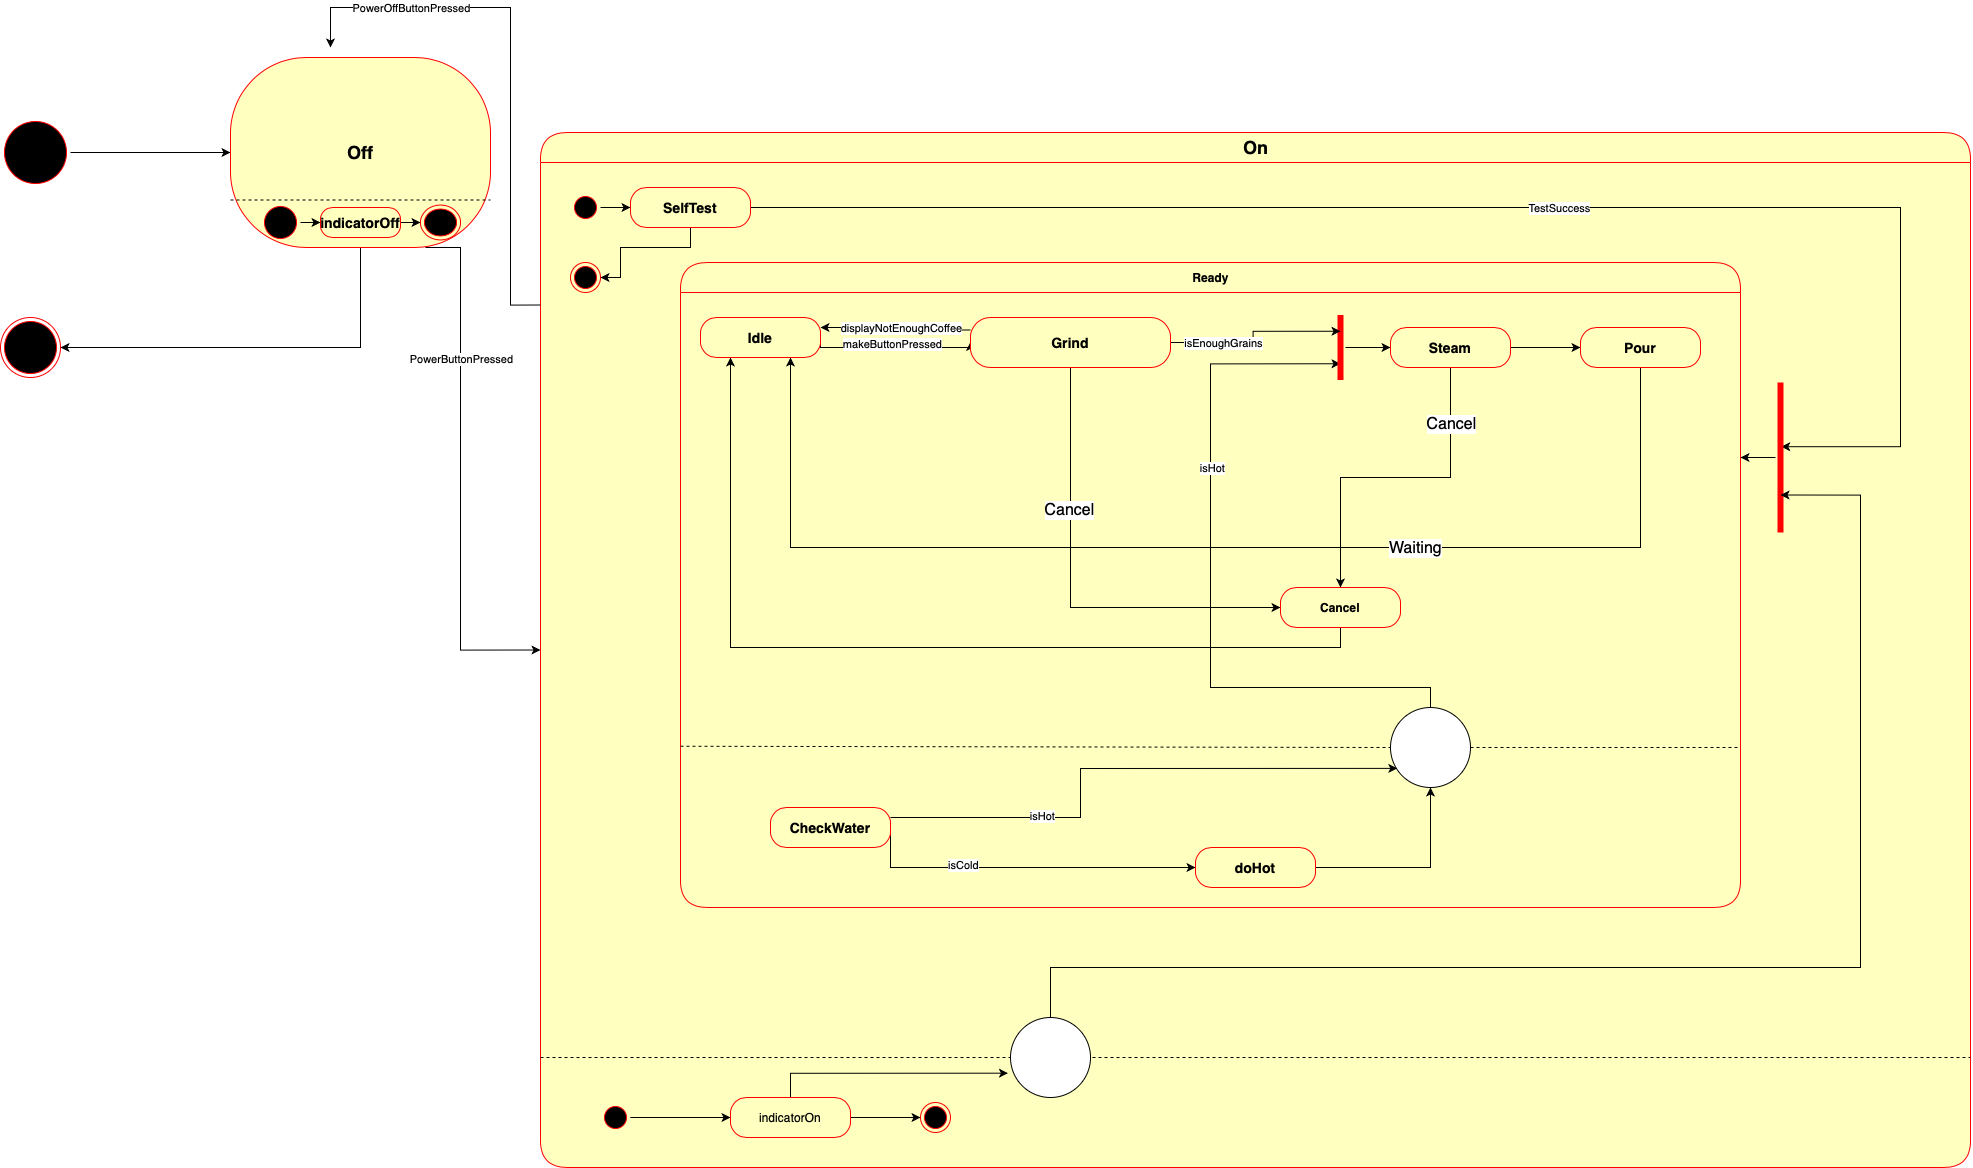 PowerOffButtonPressed
Off
indicatorOff
PowerButtonPressed
On
SelfTest
TestSuccess
Ready
Idle
displayNotEnoughCoffee
makeButtonPressed
Grind
isEnoughGrains
Steam
Pour
Cancel
isHot
Cancel
Waiting
Cancel
CheckWater
isHot
isCold
doHot
indicatorOn